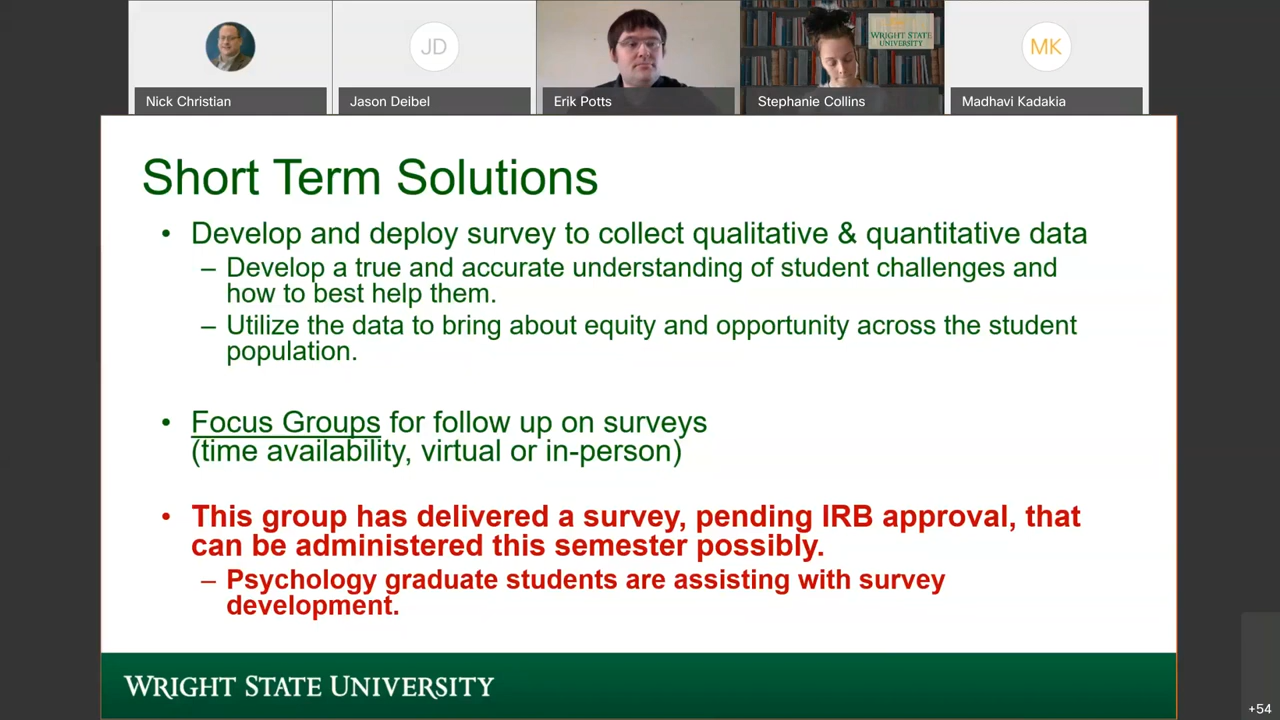 JD
MK
WRIGHT STATE
UNIVERSITY
Nick Christian
Jason Deibel
Erik Potts
Stephanie Collins
Madhavi Kadakia
Short Term Solutions
• Develop and deploy survey to collect qualitative & quantitative data
– Develop a true and accurate understanding of student challenges and
how to best help them.
– Utilize the data to bring about equity and opportunity across the student
population.
• Focus Groups for follow up on surveys
(time availability, virtual or in-person)
• This group has delivered a survey, pending IRB approval, that
can be administered this semester possibly.
– Psychology graduate students are assisting with survey
development.
WRIGHT STATE UNIVERSITY
+54